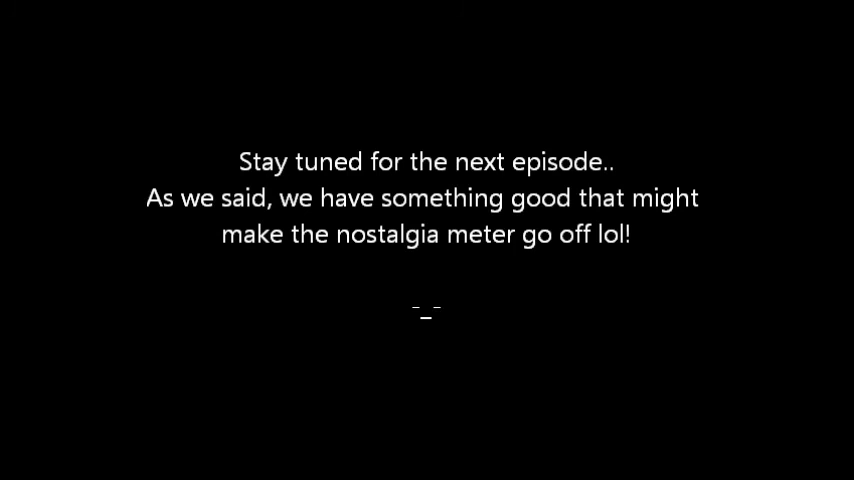 Stay tuned for the next episode..
As we said, we have something good that might
make the nostalgia meter go off lol!
-_-